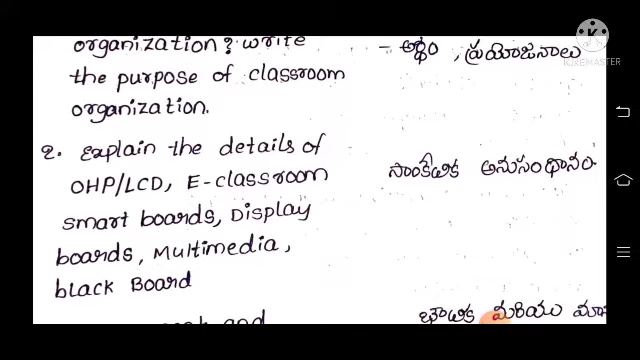 organization? write
the purpose of classroom
organization.
- అర్థం, ప్రయోజనాలు
KINEMASTER
2. Explain the details of
OHP/LCD, E-classroom
smart boards, Display
boards, Multimedia,
black Board
సాంకేతిక అనుసంధానం
భౌతిక మరియు